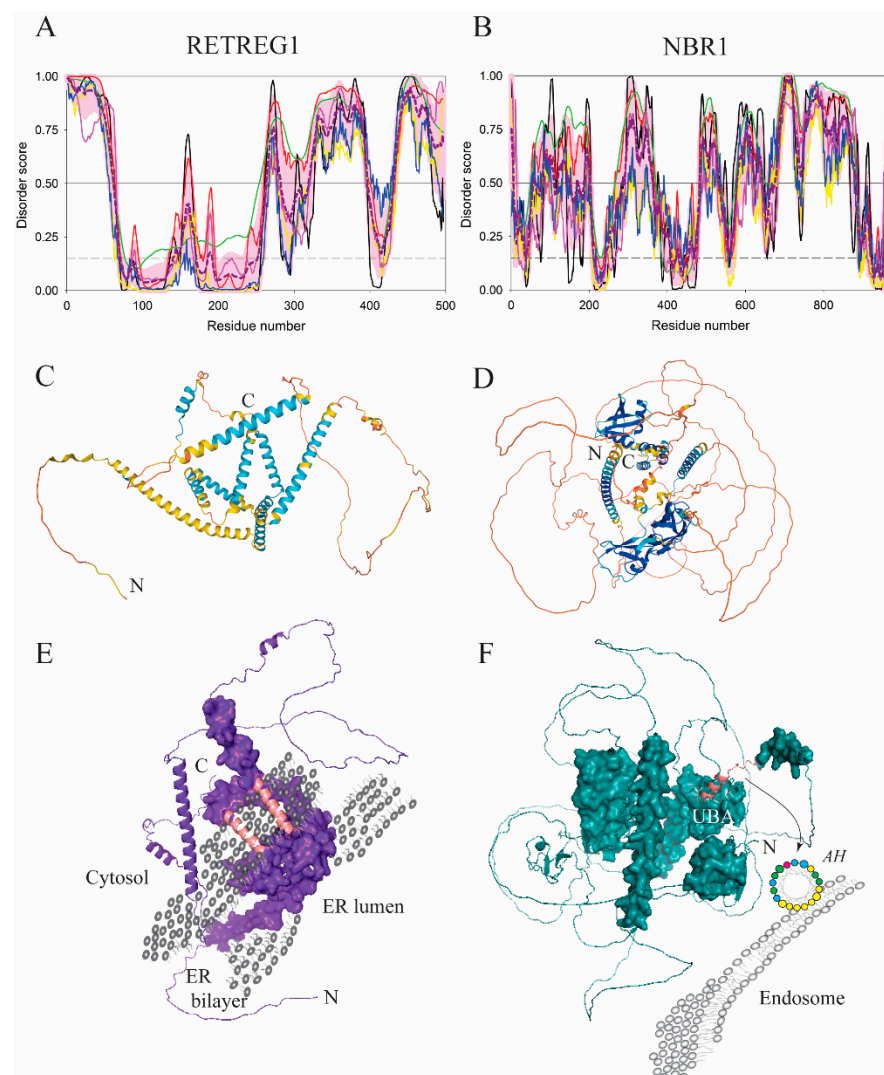 A
RETREG1
B
NBR1
1.00
0.75
0.50
0.25
0.00
Disorder score
0
100
200
300
400
500
Residue number
1.00
0.75
0.50
0.25
0.00
Disorder score
0
200
400
600
800
Residue number
C
C
N
D
N
C
E
C
Cytosol
ER lumen
ER
bilayer
N
F
UBA
N
AH
Endosome